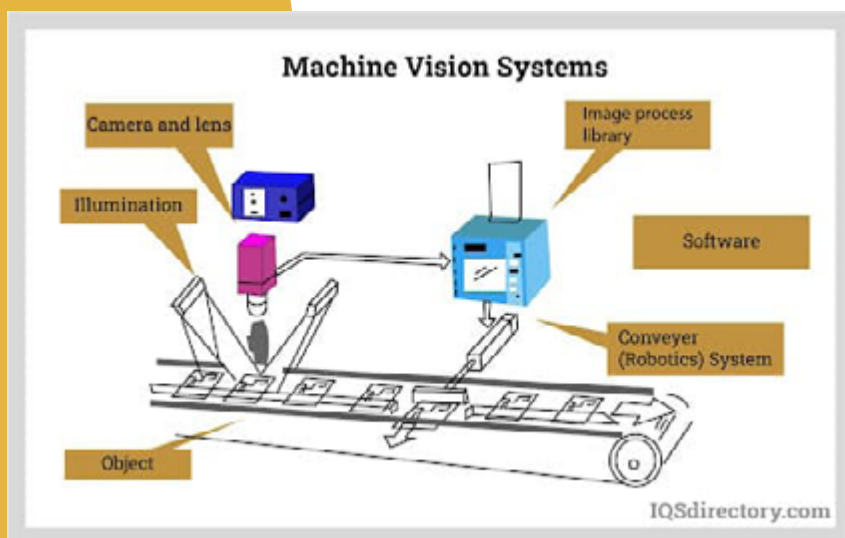 Machine Vision Systems
Camera and lens
Image process
library
Illumination
Software
Conveyer
(Robotics) System
Object
IQSdirectory.com